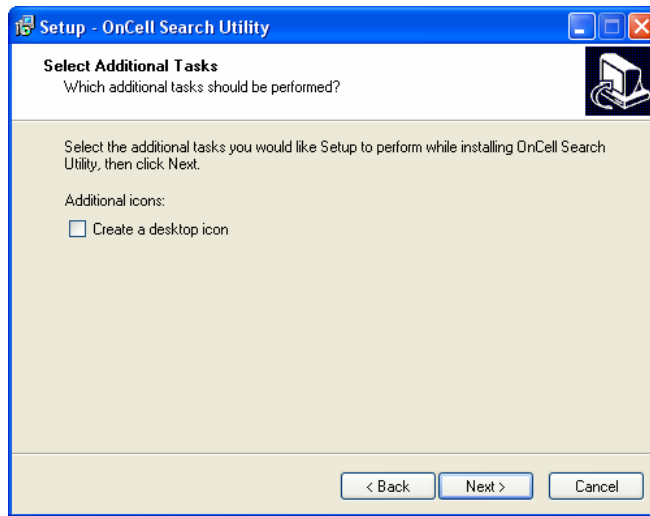 Setup - OnCell Search Utility
Select Additional Tasks
Which additional tasks should be performed?
Select the additional tasks you would like Setup to perform while installing OnCell Search
Utility, then click Next.
Additional icons:
Create a desktop icon
< Back
Next >
Cancel